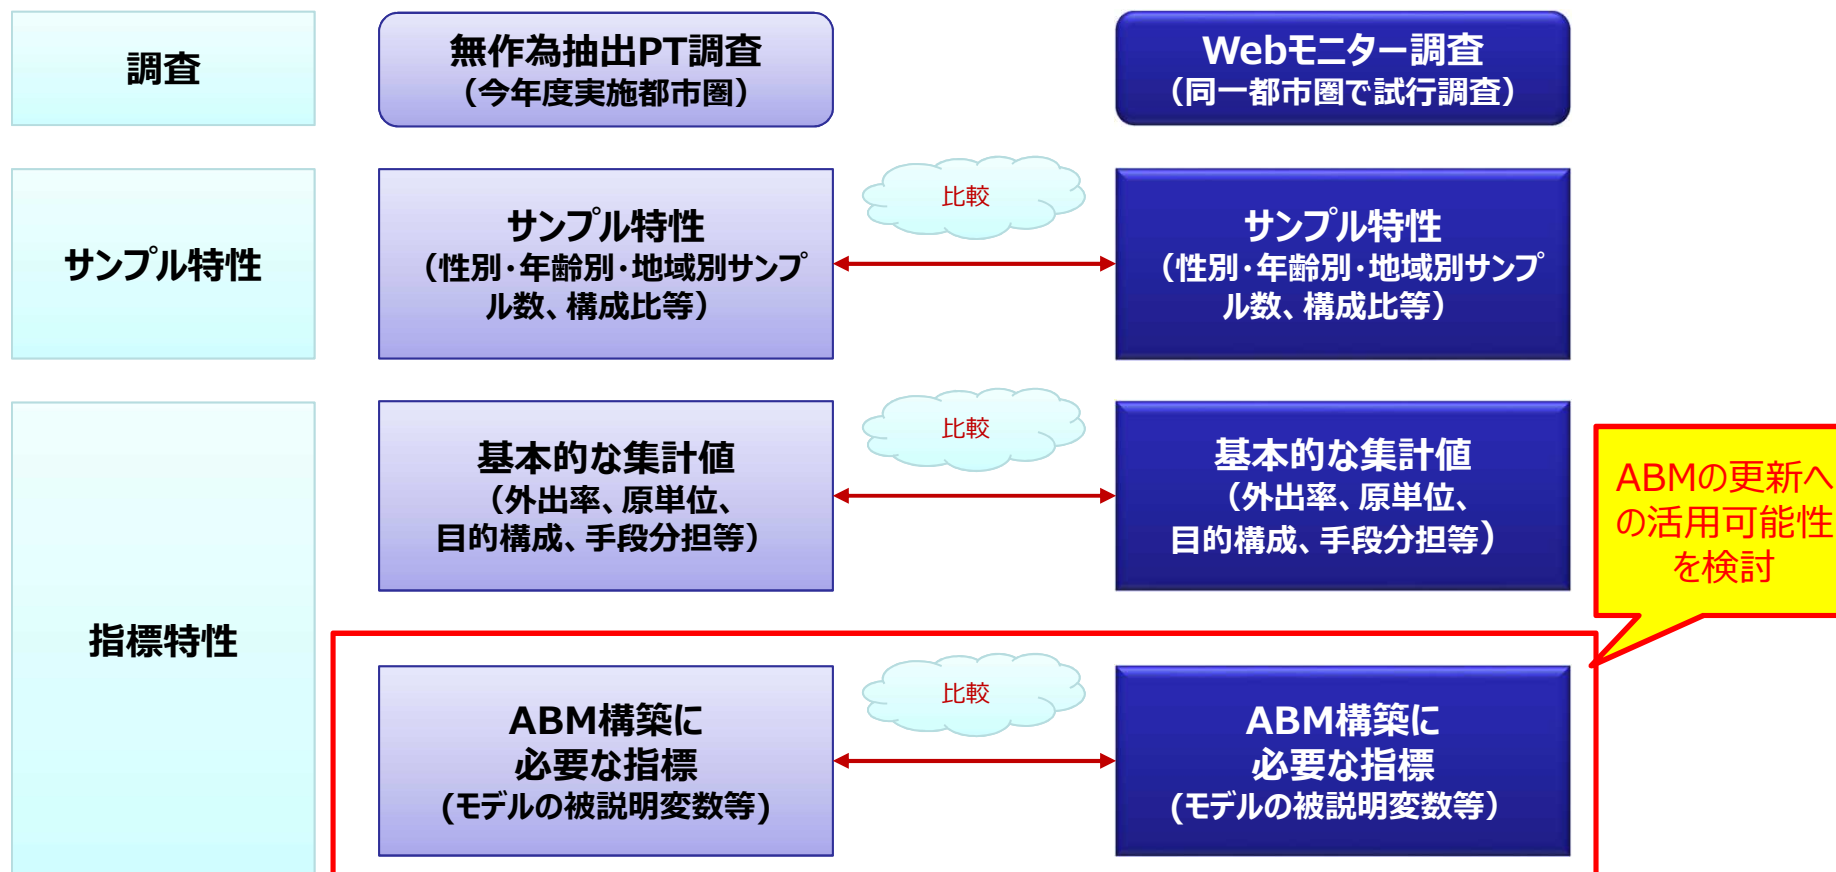 調査
無作為抽出PT調査
（今年度実施都市圏）
Webモニター調査
（同一都市圏で試行調査）
サンプル特性
サンプル特性
（性別・年齢別・地域別サンプ
ル数、構成比等）
比較
サンプル特性
（性別・年齢別・地域別サンプ
ル数、構成比等）
指標特性
基本的な集計値
（外出率、原単位、
目的構成、手段分担等）
比較
基本的な集計値
（外出率、原単位、
目的構成、手段分担等）
ABMの更新へ
の活用可能性
を検討
ABM構築に
必要な指標
(モデルの被説明変数等)
比較
ABM構築に
必要な指標
(モデルの被説明変数等）